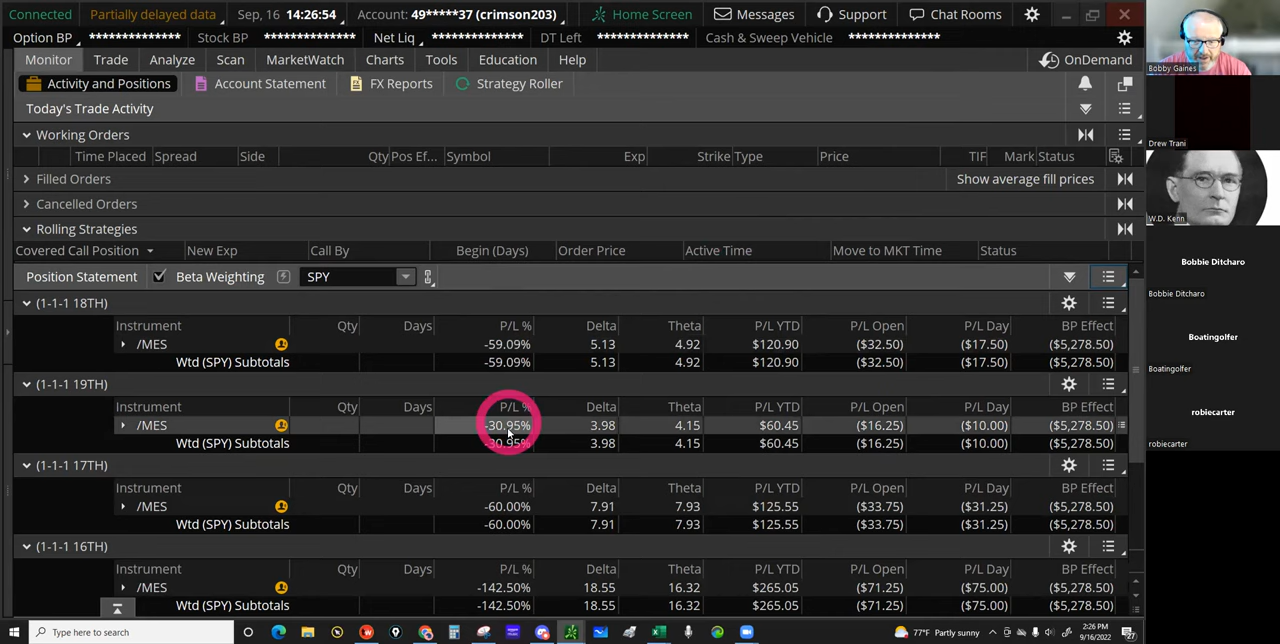 Connected Partially delayed data Sep, 16 14:26:54 Account: 49*****37 (crimson203) Home Screen Messages Support Chat Rooms
Option BP ************** Stock BP ************** Net Liq ************** DT Left ************** Cash & Sweep Vehicle **************
Monitor Trade Analyze Scan MarketWatch Charts Tools Education Help OnDemand
Activity and Positions Account Statement FX Reports Strategy Roller
Today's Trade Activity
Working Orders
Time Placed Spread Side Qty Pos Ef... Symbol Exp Strike Type Price TIF Mark Status
Filled Orders Show average fill prices
Cancelled Orders
Rolling Strategies
Covered Call Position New Exp Call By Begin (Days) Order Price Active Time Move to MKT Time Status
Position Statement Beta Weighting SPY
(1-1-1 18TH)
Instrument Qty Days P/L % Delta Theta P/L YTD P/L Open P/L Day BP Effect
/MES -59.09% 5.13 4.92 $120.90 ($32.50) ($17.50) ($5,278.50)
Wtd (SPY) Subtotals -59.09% 5.13 4.92 $120.90 ($32.50) ($17.50) ($5,278.50)
(1-1-1 19TH)
Instrument Qty Days P/L % Delta Theta P/L YTD P/L Open P/L Day BP Effect
/MES -30.95% 3.98 4.15 $60.45 ($16.25) ($10.00) ($5,278.50)
Wtd (SPY) Subtotals -30.95% 3.98 4.15 $60.45 ($16.25) ($10.00) ($5,278.50)
(1-1-1 17TH)
Instrument Qty Days P/L % Delta Theta P/L YTD P/L Open P/L Day BP Effect
/MES -60.00% 7.91 7.93 $125.55 ($33.75) ($31.25) ($5,278.50)
Wtd (SPY) Subtotals -60.00% 7.91 7.93 $125.55 ($33.75) ($31.25) ($5,278.50)
(1-1-1 16TH)
Instrument Qty Days P/L % Delta Theta P/L YTD P/L Open P/L Day BP Effect
/MES -142.50% 18.55 16.32 $265.05 ($71.25) ($75.00) ($5,278.50)
Wtd (SPY) Subtotals -142.50% 18.55 16.32 $265.05 ($71.25) ($75.00) ($5,278.50)
Type here to search 77°F Partly sunny 2:26 PM
9/16/2022 27
Bobby Gaines
Drew Trani
W.D. Kenn
Bobbie Ditcharo
Bobbie Ditcharo
Boatingolfer
Boatingolfer
robiecarter
robiecarter